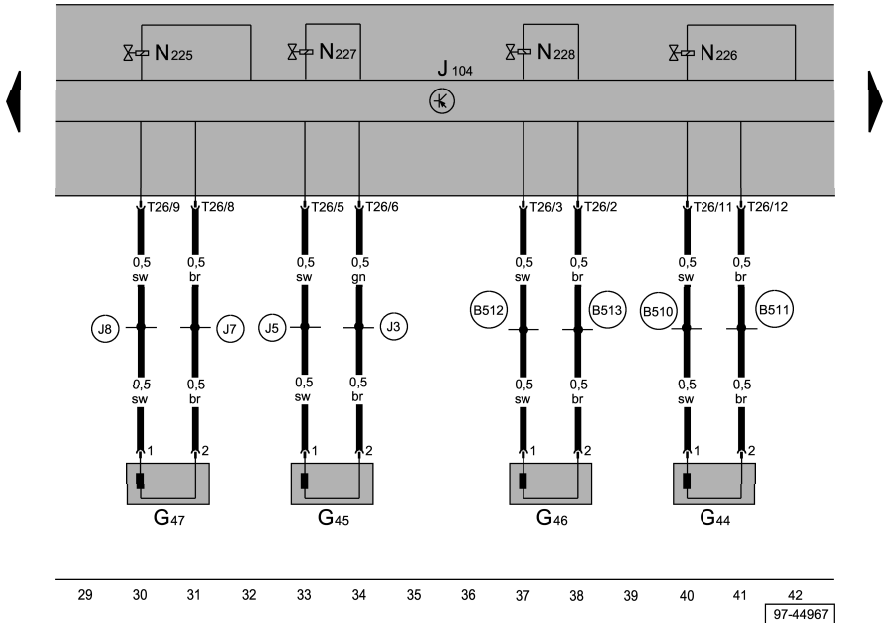 N225 N227 N228 N226
J 104
T26/9 T26/8 T26/5 T26/6 T26/3 T26/2 T26/11 T26/12
0,5 0,5 0,5 0,5 0,5 0,5 0,5 0,5
sw br sw gn sw br sw br
J8 J7 J5 J3 B512 B513 B510 B511
0,5 0,5 0,5 0,5 0,5 0,5 0,5 0,5
sw br sw br sw br sw br
1 2 1 2 1 2 1 2
G47 G45 G46 G44
29 30 31 32 33 34 35 36 37 38 39 40 41 42
97-44967